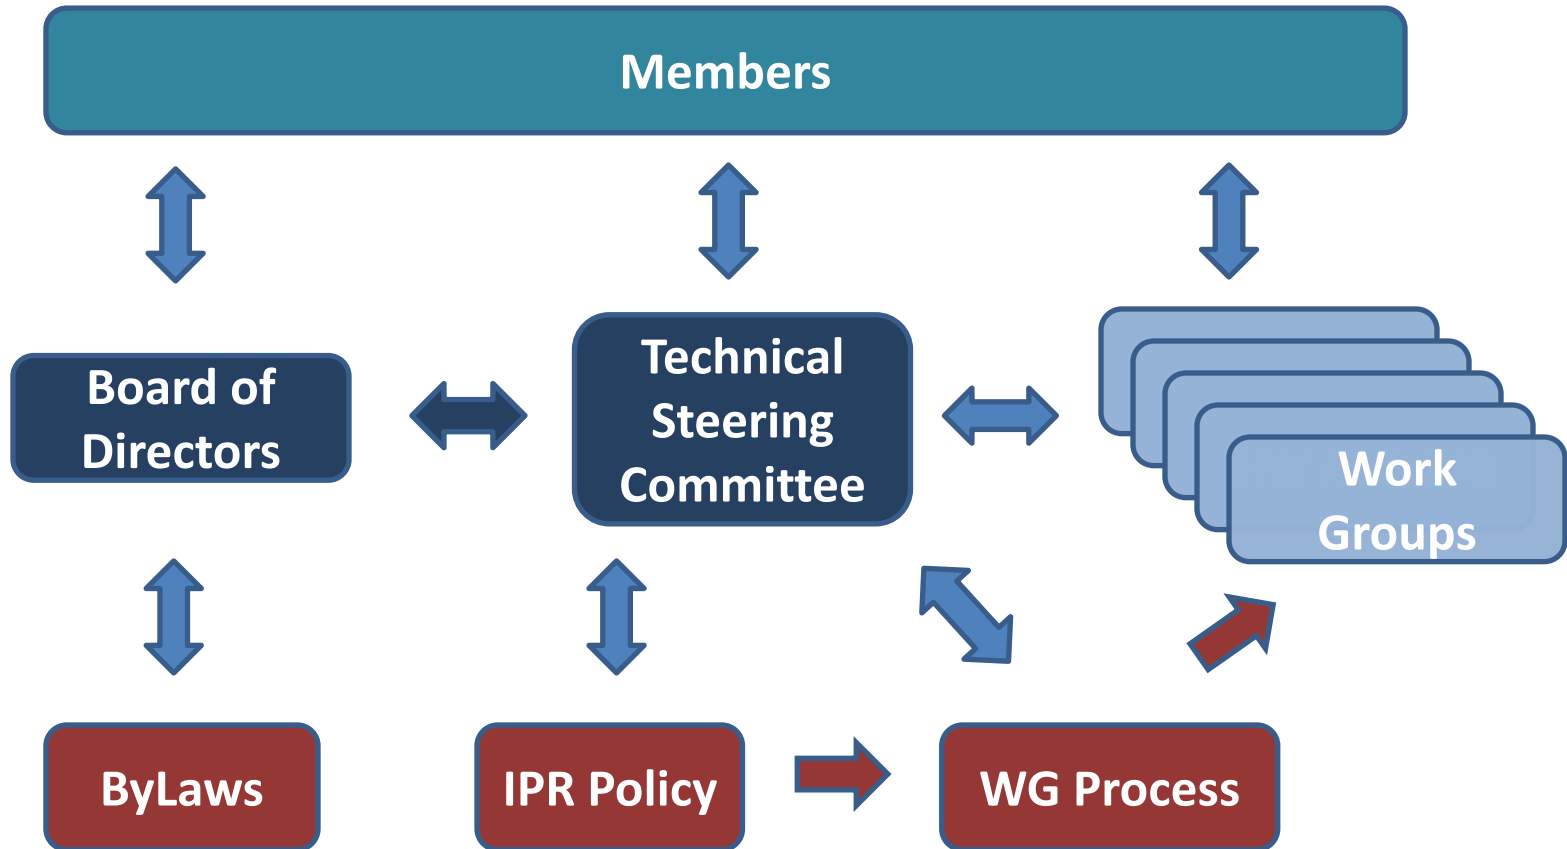 Members
Board of
Directors
Technical
Steering
Committee
Work
Groups
ByLaws
IPR Policy
WG Process